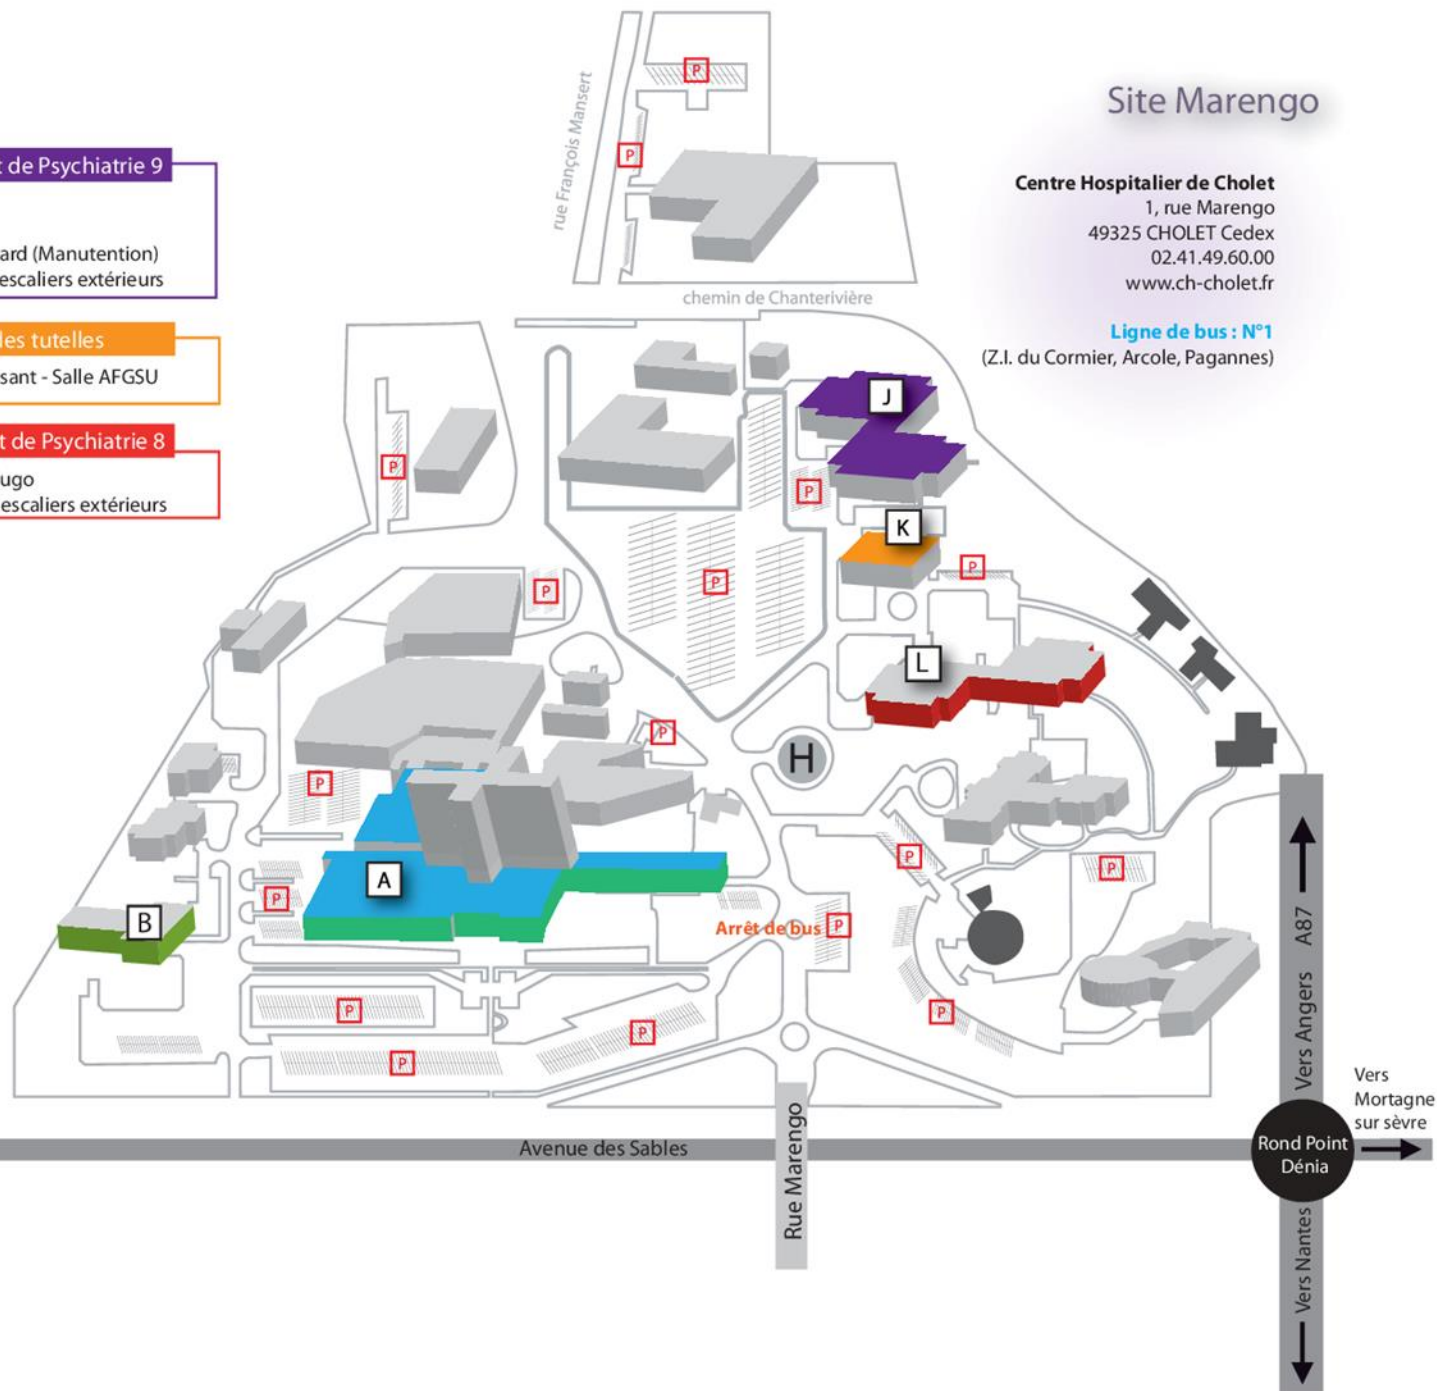 Site Marengo
Centre Hospitalier de Cholet
1, rue Marengo
49325 CHOLET Cedex
02.41.49.60.00
www.ch-cholet.fr
Ligne de bus : N°1
(Z.I. du Cormier, Arcole, Pagannes)
t de Psychiatrie 9
ard (Manutention)
escaliers extérieurs
les tutelles
sant - Salle AFGSU
t de Psychiatrie 8
ugo
escaliers extérieurs
rue François Mansert
chemin de Chanterivière
P
P
J
P
P
K
P
P
P
L
P
H
P
A
B
P
P
P
Arrêt de bus
P
P
P
P
P
Avenue des Sables
Rue Marengo
Vers Angers A87
Vers
Mortagne
sur sèvre
Rond Point
Dénia
Vers Nantes